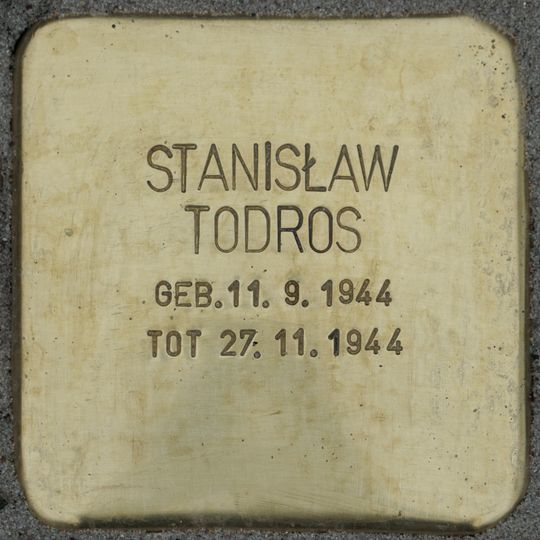 STANISŁAW
TODROS
GEB. 11. 9. 1944
TOT 27. 11. 1944